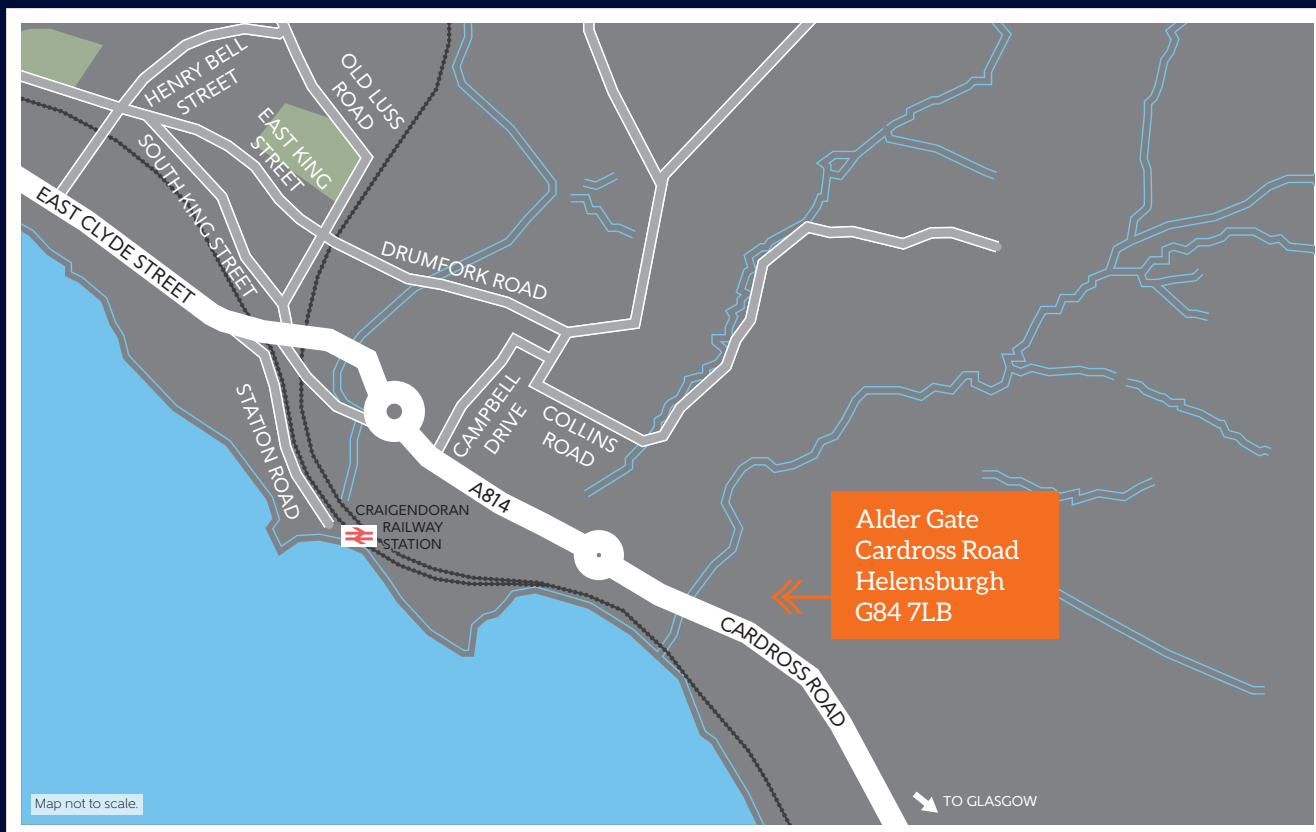 HENRY BELL
STREET
OLD LUSS
ROAD
EAST KING
STREET
SOUTH KING STREET
EAST CLYDE STREET
DRUMFORK ROAD
STATION ROAD
CAMPBELL
DRIVE
COLLINS
ROAD
A814
CRAIGENDORAN
RAILWAY
STATION
Alder Gate
Cardross Road
Helensburgh
G84 7LB
CARDROSS ROAD
Map not to scale.
TO GLASGOW